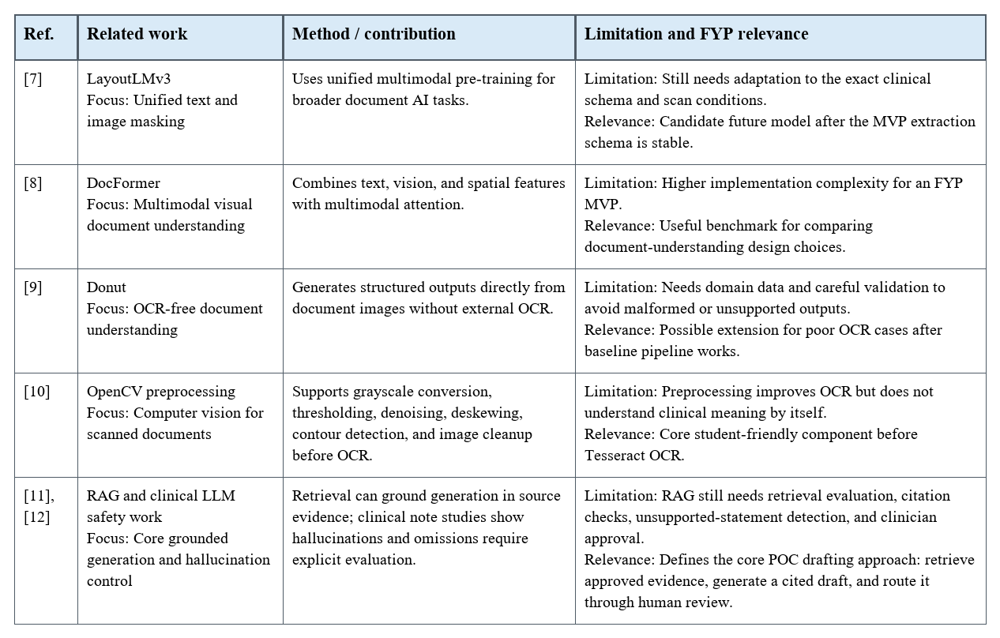 Ref.
Related work
Method / contribution
Limitation and FYP relevance
[7]
LayoutLMv3
Focus: Unified text and
image masking
Uses unified multimodal pre-training for
broader document AI tasks.
Limitation: Still needs adaptation to the exact clinical
schema and scan conditions.
Relevance: Candidate future model after the MVP extraction
schema is stable.
[8]
DocFormer
Focus: Multimodal visual
document understanding
Combines text, vision, and spatial features
with multimodal attention.
Limitation: Higher implementation complexity for an FYP
MVP.
Relevance: Useful benchmark for comparing
document-understanding design choices.
[9]
Donut
Focus: OCR-free document
understanding
Generates structured outputs directly from
document images without external OCR.
Limitation: Needs domain data and careful validation to
avoid malformed or unsupported outputs.
Relevance: Possible extension for poor OCR cases after
baseline pipeline works.
[10]
OpenCV preprocessing
Focus: Computer vision for
scanned documents
Supports grayscale conversion,
thresholding, denoising, deskewing,
contour detection, and image cleanup
before OCR.
Limitation: Preprocessing improves OCR but does not
understand clinical meaning by itself.
Relevance: Core student-friendly component before
Tesseract OCR.
[11],
[12]
RAG and clinical LLM
safety work
Focus: Core grounded
generation and hallucination
control
Retrieval can ground generation in source
evidence; clinical note studies show
hallucinations and omissions require
explicit evaluation.
Limitation: RAG still needs retrieval evaluation, citation
checks, unsupported-statement detection, and clinician
approval.
Relevance: Defines the core POC drafting approach: retrieve
approved evidence, generate a cited draft, and route it
through human review.